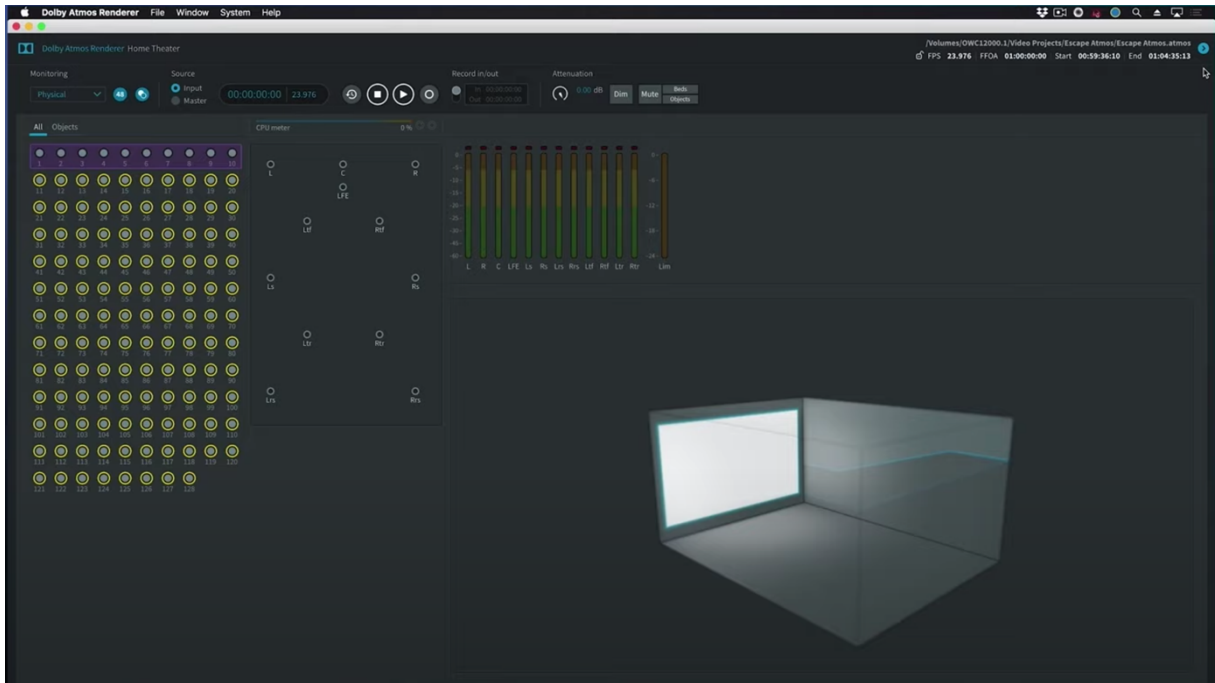 Dolby Atmos Renderer File Window System Help
Dolby Atmos Renderer Home Theater
/Volumes/OWC12000.1/Video Projects/Escape Atmos/Escape Atmos.atmos
FPS 23.976 FFOA 01:00:00:00 Start 00:59:36:10 End 01:04:35:13
Monitoring Source Record in/out Attenuation
Physical 48 Input 00:00:00:00 23.976 In 00:00:00:00 0.00 dB Dim Mute Beds
Master Out 00:00:00:00 Objects
All Objects CPU meter 0 %
1 2 3 4 5 6 7 8 9 10
11 12 13 14 15 16 17 18 19 20
21 22 23 24 25 26 27 28 29 30
31 32 33 34 35 36 37 38 39 40
41 42 43 44 45 46 47 48 49 50
51 52 53 54 55 56 57 58 59 60
61 62 63 64 65 66 67 68 69 70
71 72 73 74 75 76 77 78 79 80
81 82 83 84 85 86 87 88 89 90
91 92 93 94 95 96 97 98 99 100
101 102 103 104 105 106 107 108 109 110
111 112 113 114 115 116 117 118 119 120
121 122 123 124 125 126 127 128
L C R
LFE
Ltf Rtf
Ls Rs
Ltr Rtr
Lrs Rrs
L R C LFE Ls Rs Lrs Rrs Ltf Rtf Ltr Rtr Lim